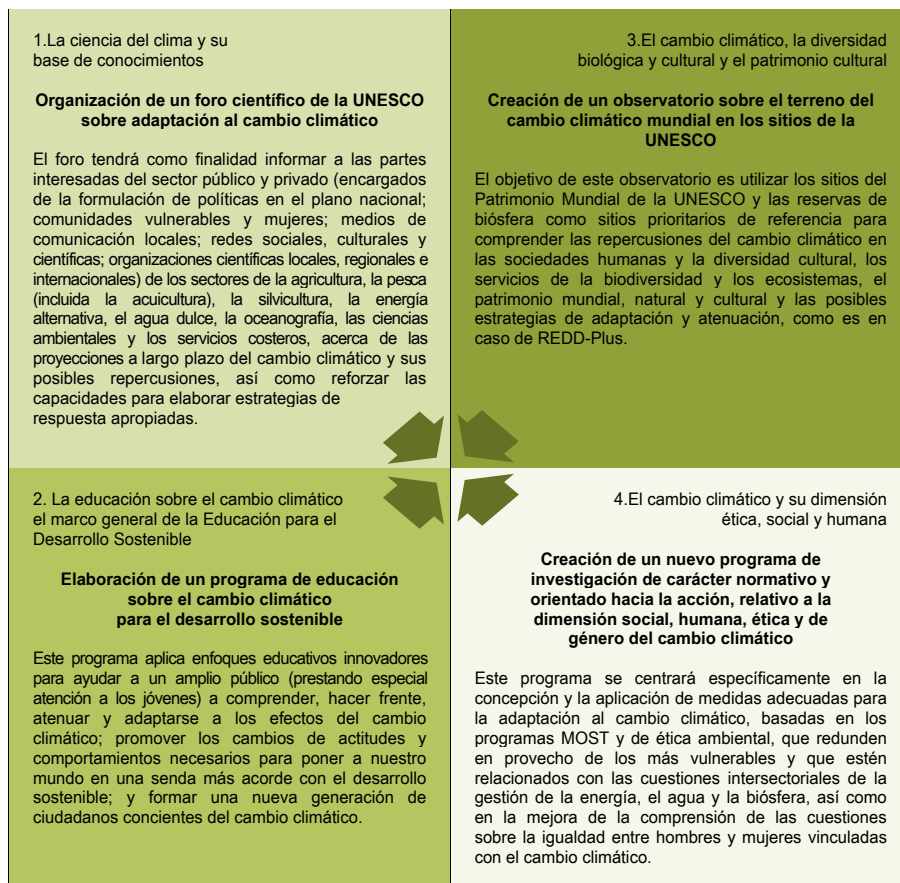 1.La ciencia del clima y su
base de conocimientos
Organización de un foro científico de la UNESCO
sobre adaptación al cambio climático
El foro tendrá como finalidad informar a las partes
interesadas del sector público y privado (encargados
de la formulación de políticas en el plano nacional;
comunidades vulnerables y mujeres; medios de
comunicación locales; redes sociales, culturales y
científicas; organizaciones científicas locales, regionales e
internacionales) de los sectores de la agricultura, la pesca
(incluida la acuicultura), la silvicultura, la energía
alternativa, el agua dulce, la oceanografía, las ciencias
ambientales y los servicios costeros, acerca de las
proyecciones a largo plazo del cambio climático y sus
posibles repercusiones, así como reforzar las
capacidades para elaborar estrategias de
respuesta apropiadas.
2. La educación sobre el cambio climático
el marco general de la Educación para el
Desarrollo Sostenible
Elaboración de un programa de educación
sobre el cambio climático
para el desarrollo sostenible
Este programa aplica enfoques educativos innovadores
para ayudar a un amplio público (prestando especial
atención a los jóvenes) a comprender, hacer frente,
atenuar y adaptarse a los efectos del cambio
climático; promover los cambios de actitudes y
comportamientos necesarios para poner a nuestro
mundo en una senda más acorde con el desarrollo
sostenible; y formar una nueva generación de
ciudadanos concientes del cambio climático.
3.El cambio climático, la diversidad
biológica y cultural y el patrimonio cultural
Creación de un observatorio sobre el terreno del
cambio climático mundial en los sitios de la
UNESCO
El objetivo de este observatorio es utilizar los sitios del
Patrimonio Mundial de la UNESCO y las reservas de
biósfera como sitios prioritarios de referencia para
comprender las repercusiones del cambio climático en
las sociedades humanas y la diversidad cultural, los
servicios de la biodiversidad y los ecosistemas, el
patrimonio mundial, natural y cultural y las posibles
estrategias de adaptación y atenuación, como es en
caso de REDD-Plus.
4.El cambio climático y su dimensión
ética, social y humana
Creación de un nuevo programa de
investigación de carácter normativo y
orientado hacia la acción, relativo a la
dimensión social, humana, ética y de
género del cambio climático
Este programa se centrará específicamente en la
concepción y la aplicación de medidas adecuadas para
la adaptación al cambio climático, basadas en los
programas MOST y de ética ambiental, que redunden
en provecho de los más vulnerables y que estén
relacionados con las cuestiones intersectoriales de la
gestión de la energía, el agua y la biósfera, así como
en la mejora de la comprensión de las cuestiones
sobre la igualdad entre hombres y mujeres vinculadas
con el cambio climático.